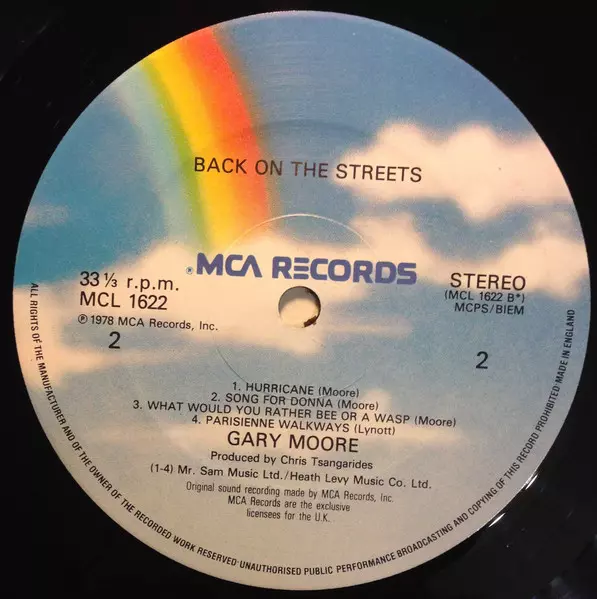 BACK ON THE STREETS
®MCA RECORDS
33 ⅓ r.p.m.
MCL 1622
℗ 1978 MCA Records, Inc.
2
STEREO
(MCL 1622 B*)
MCPS/BIEM
2
1. HURRICANE (Moore)
2. SONG FOR DONNA (Moore)
3. WHAT WOULD YOU RATHER BEE OR A WASP (Moore)
4. PARISIENNE WALKWAYS (Lynott)
GARY MOORE
Produced by Chris Tsangarides
(1-4) Mr. Sam Music Ltd./Heath Levy Music Co. Ltd.
Original sound recording made by MCA Records, Inc.
MCA Records are the exclusive
licensees for the U.K.
ALL RIGHTS OF THE MANUFACTURER AND OF THE OWNER OF THE RECORDED WORK RESERVED·UNAUTHORISED PUBLIC PERFORMANCE BROADCASTING AND COPYING OF THIS RECORD PROHIBITED·MADE IN ENGLAND